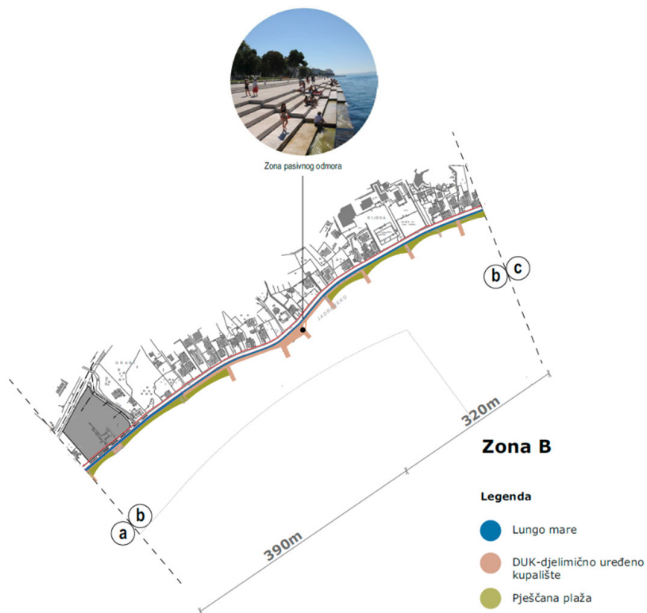 Zona pasivnog odmora
b
c
b
a
320m
390m
Zona B
Legenda
Lungo mare
DUK-djelimično uređeno
kupalište
Pješčana plaža